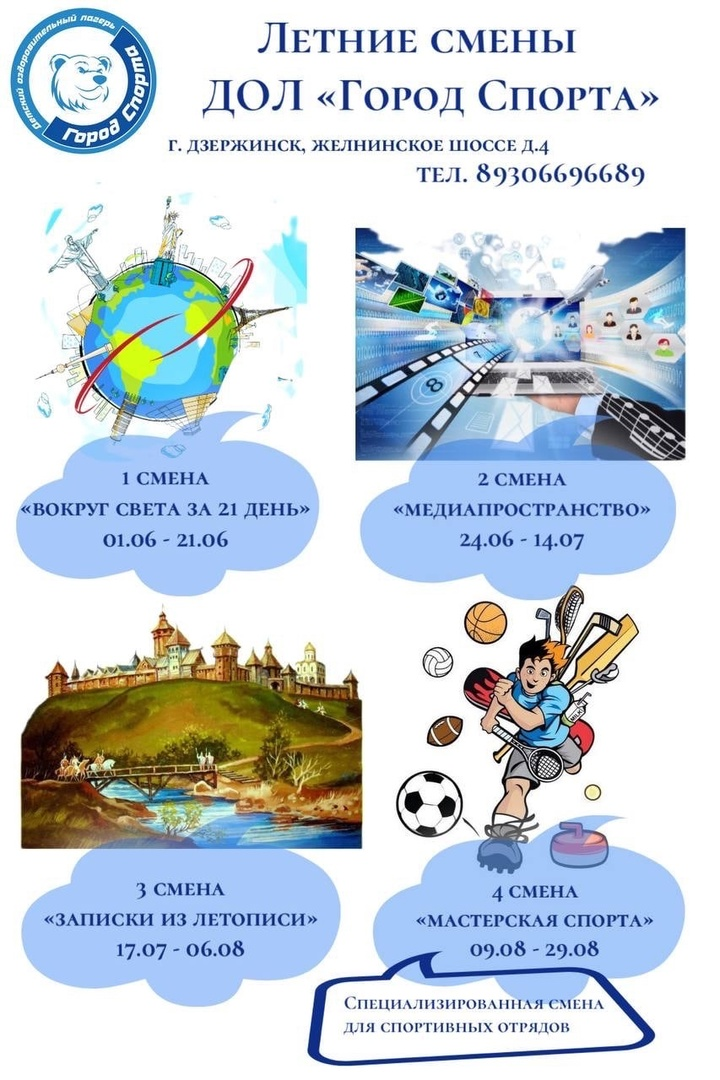 Детский оздоровительный лагерь
Город Спорта
Летние смены
ДОЛ «Город Спорта»
г. дзержинск, желнинское шоссе д.4
тел. 89306696689
8
7
1 смена
«Вокруг света за 21 день»
01.06 - 21.06
2 смена
«Медиапространство»
24.06 - 14.07
3 смена
«Записки из летописи»
17.07 - 06.08
4 смена
«Мастерская спорта»
09.08 - 29.08
Специализированная смена
для спортивных отрядов